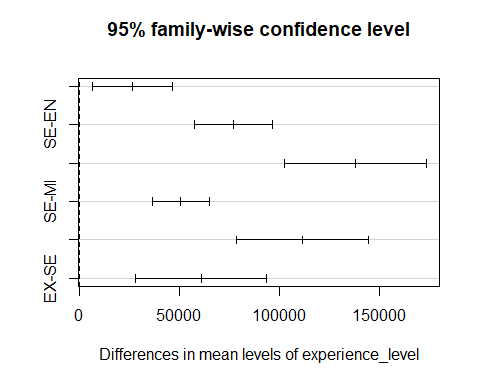 95% family-wise confidence level
SE-EN
SE-MI
EX-SE
0 50000 100000 150000
Differences in mean levels of experience_level